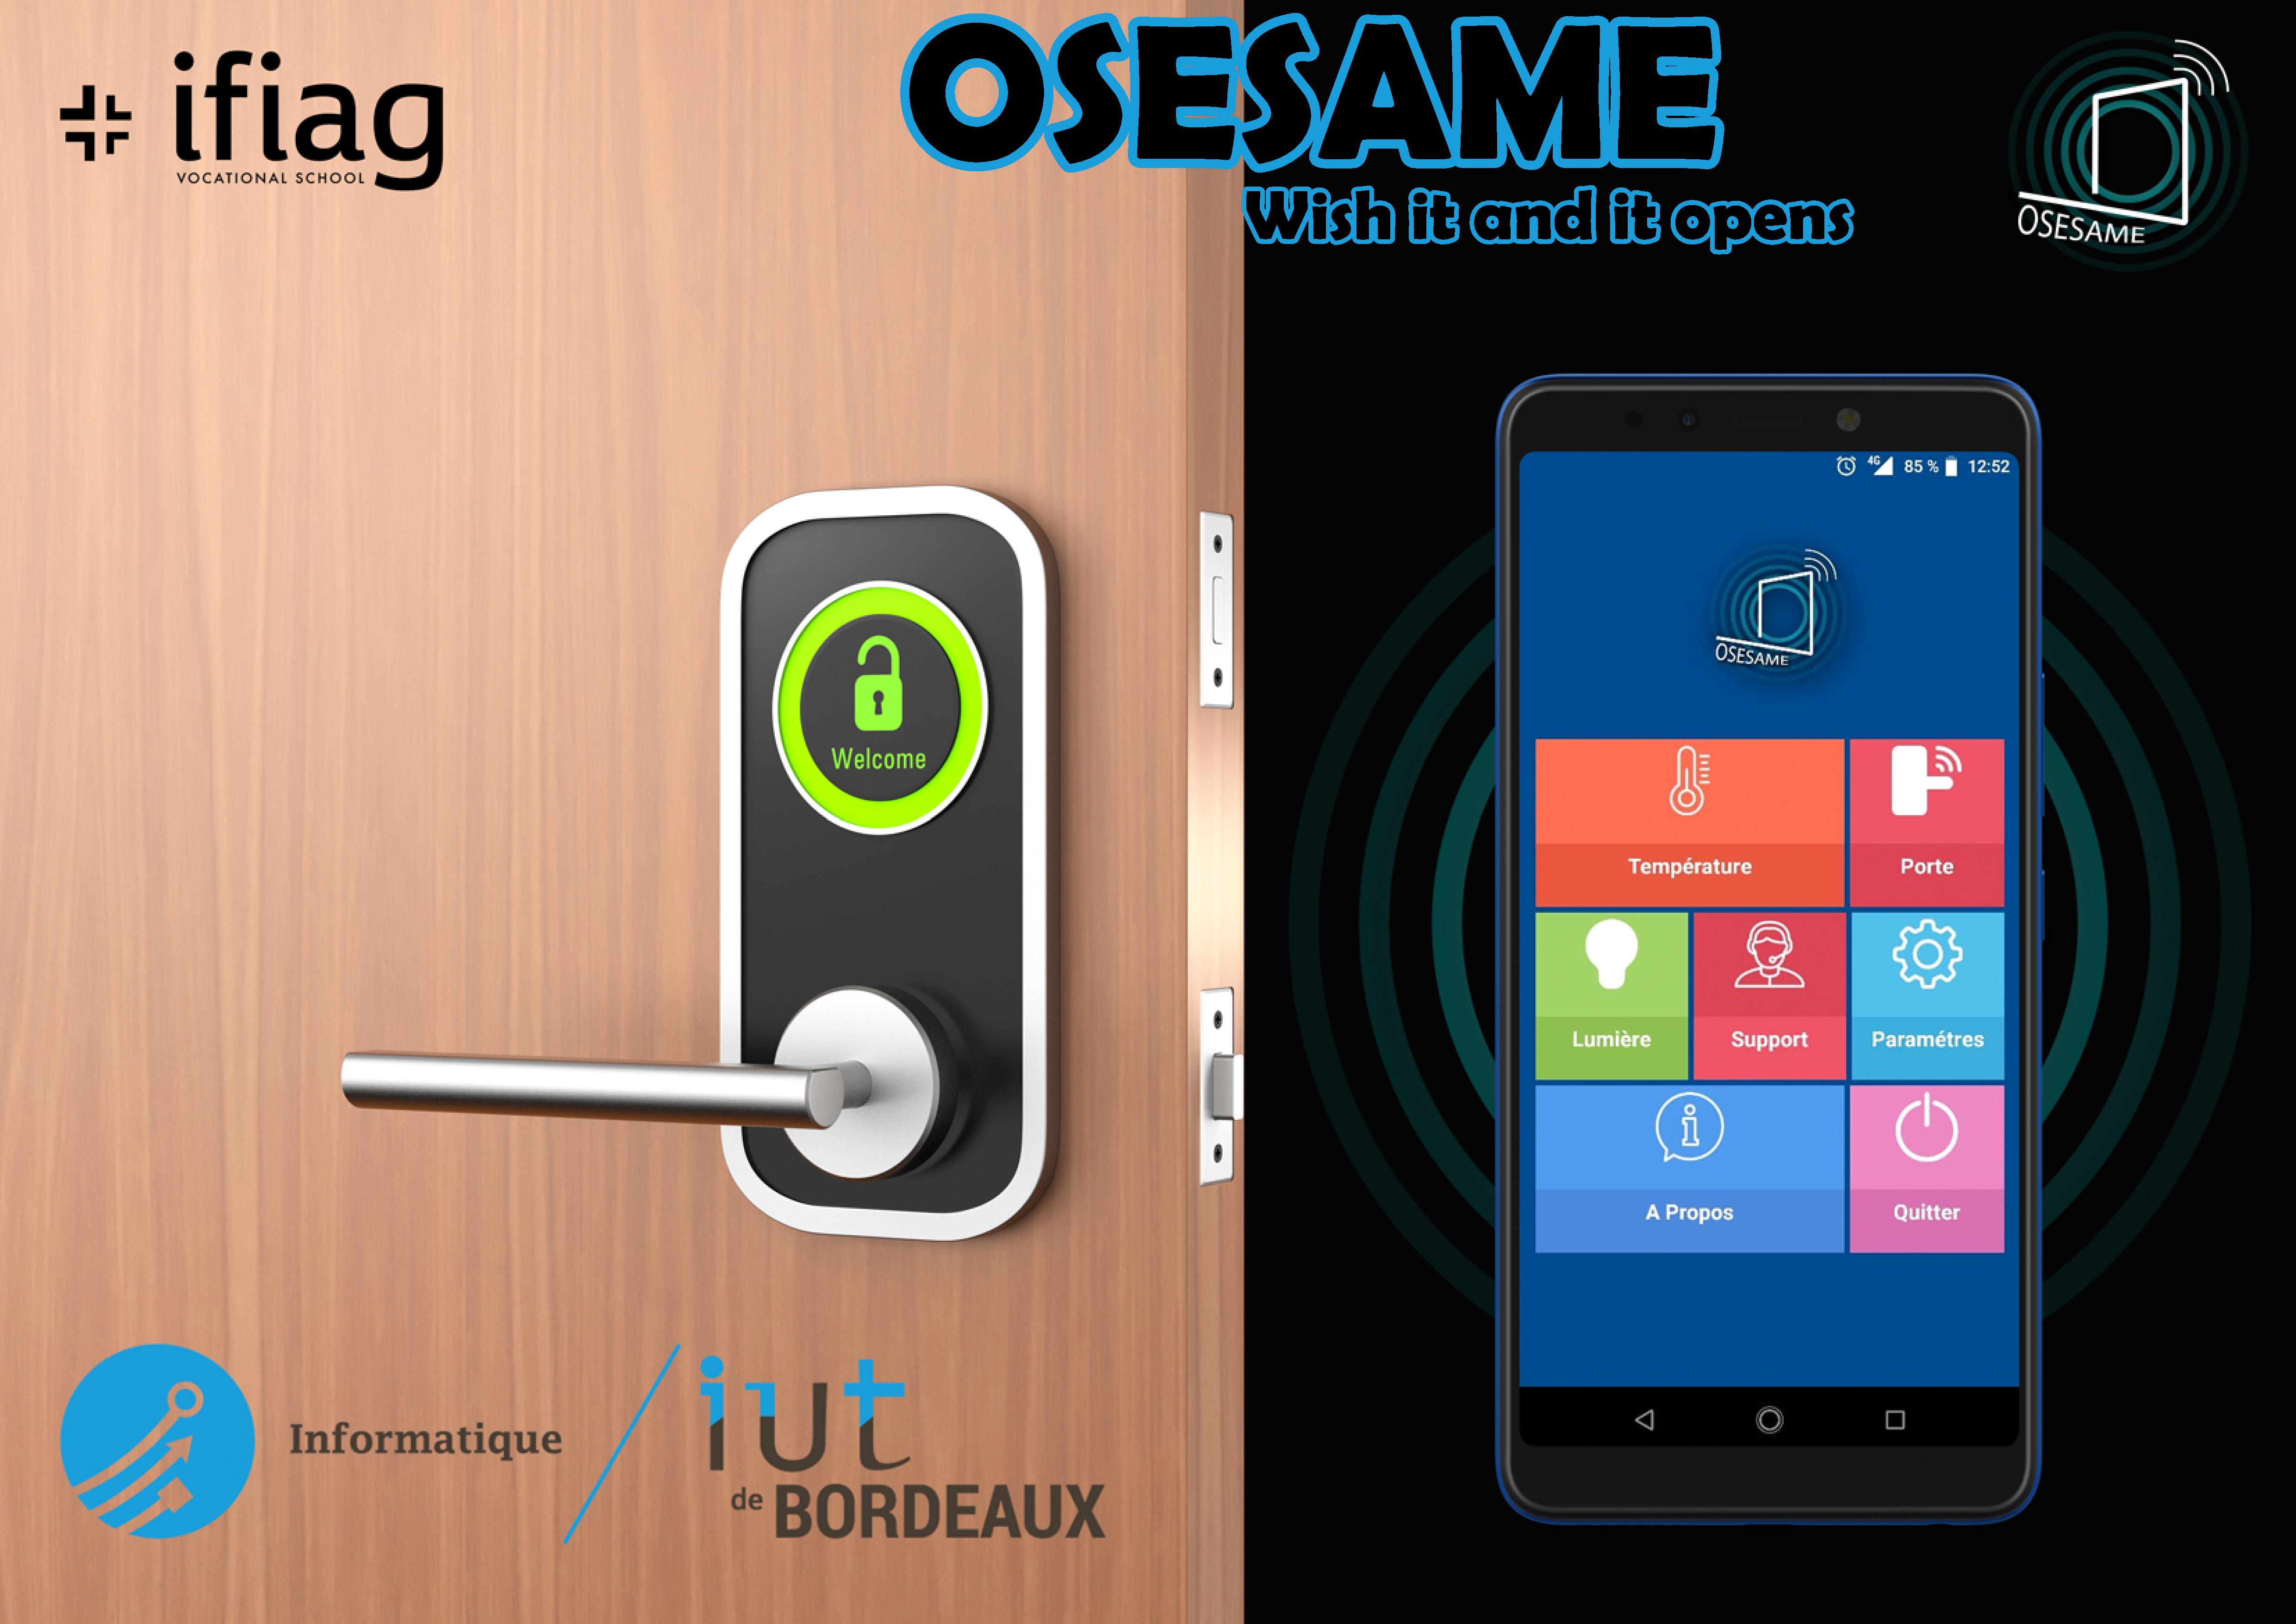 ifiag
VOCATIONAL SCHOOL
OSESAME
Wish it and it opens
OSESAME
Welcome
4G 85 % 12:52
OSESAME
Température
Porte
Lumière
Support
Paramétres
A Propos
Quitter
Informatique
iut
de BORDEAUX